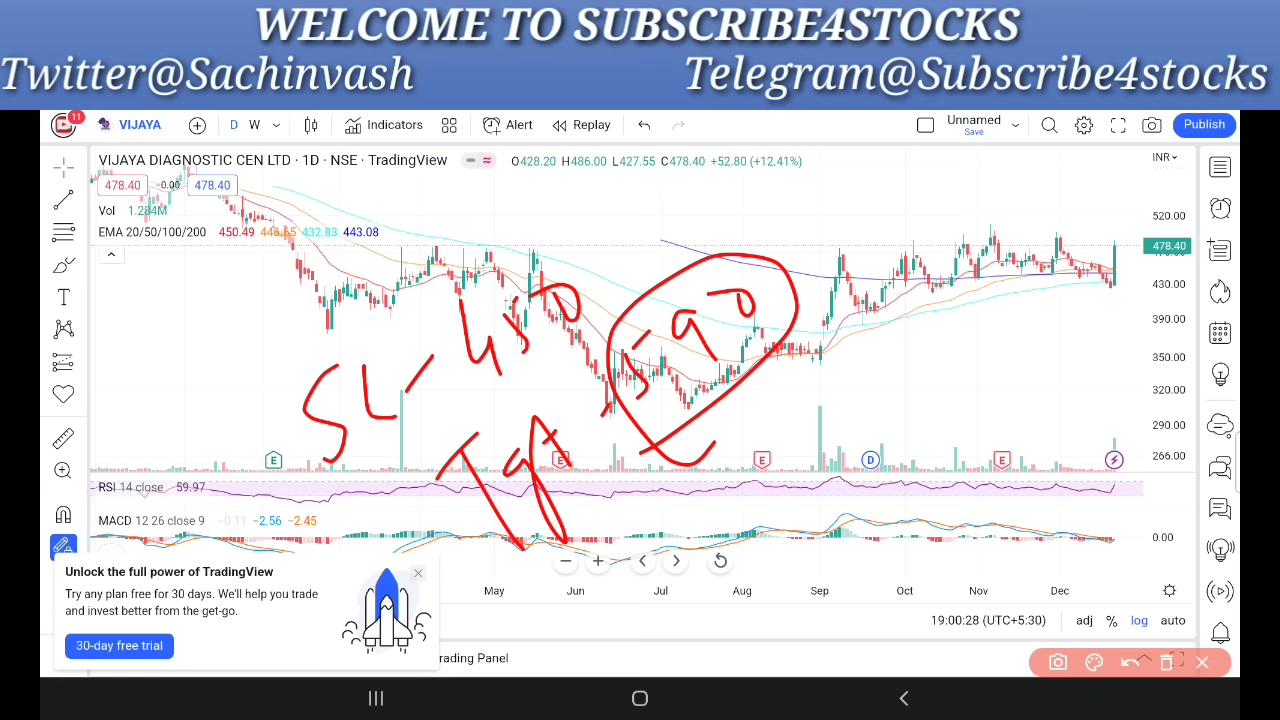 WELCOME TO SUBSCRIBE4STOCKS
Twitter@Sachinvash Telegram@Subscribe4stocks
11 VIJAYA D W Indicators Alert Replay Unnamed Save Publish
VIJAYA DIAGNOSTIC CEN LTD · 1D · NSE · TradingView O428.20 H486.00 L427.55 C478.40 +52.80 (+12.41%) INR
478.40 −0.00 478.40
Vol 1.284M
EMA 20/50/100/200 450.49 446.65 432.83 443.08
520.00
478.40
430.00
390.00
350.00
320.00
290.00
266.00
590
450
SL
E E E D E
RSI 14 close 59.97
MACD 12 26 close 9 −0.11 −2.56 −2.45
0.00
Unlock the full power of TradingView
Try any plan free for 30 days. We'll help you trade
and invest better from the get-go.
30-day free trial
May Jun Jul Aug Sep Oct Nov Dec
19:00:28 (UTC+5:30) adj % log auto
rading Panel